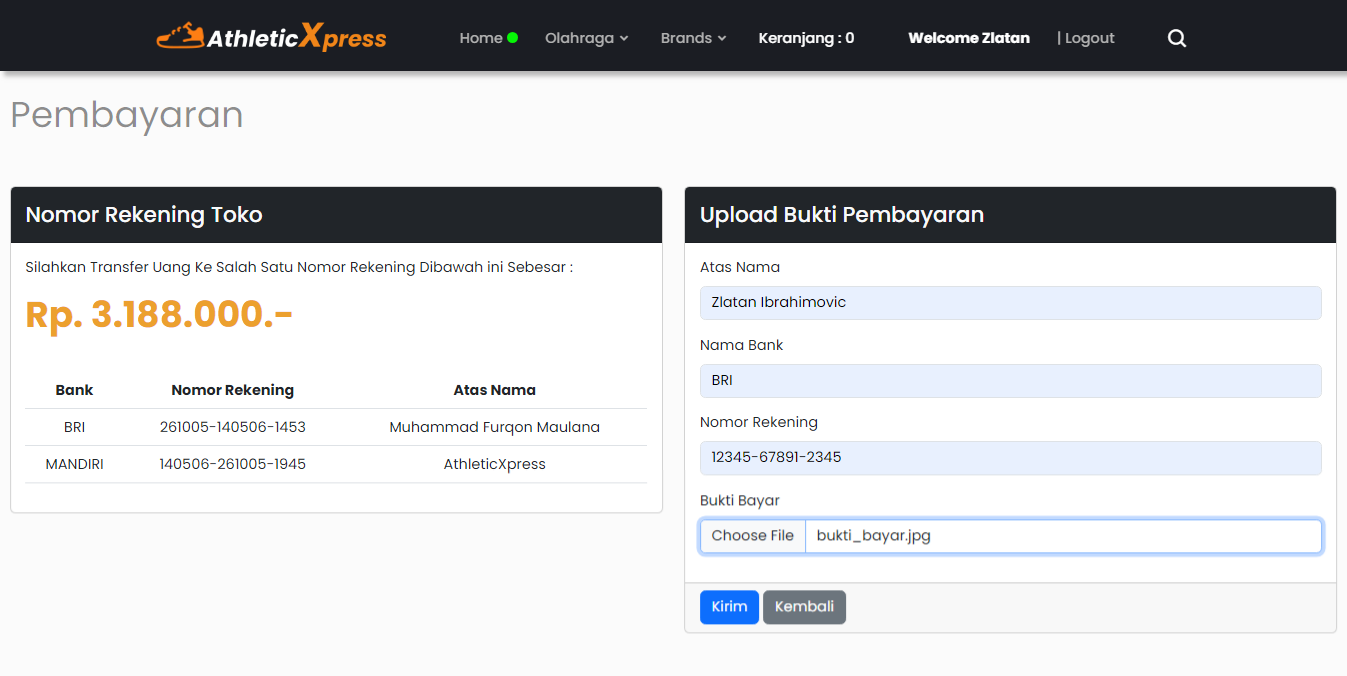 AthleticXpress Home Olahraga Brands Keranjang : 0 Welcome Zlatan | Logout
Pembayaran
Nomor Rekening Toko
Silahkan Transfer Uang Ke Salah Satu Nomor Rekening Dibawah ini Sebesar :
Rp. 3.188.000.-
Bank Nomor Rekening Atas Nama
BRI 261005-140506-1453 Muhammad Furqon Maulana
MANDIRI 140506-261005-1945 AthleticXpress
Upload Bukti Pembayaran
Atas Nama
Zlatan Ibrahimovic
Nama Bank
BRI
Nomor Rekening
12345-67891-2345
Bukti Bayar
Choose File bukti_bayar.jpg
Kirim Kembali